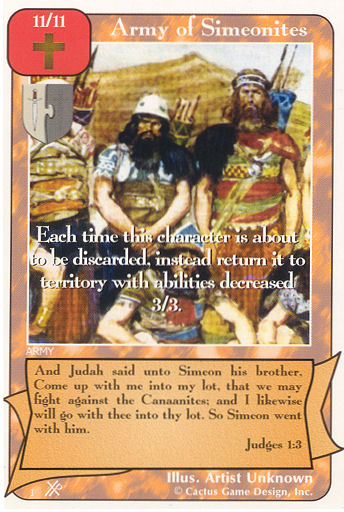 11/11
Army of Simeonites
Each time this character is about
to be discarded, instead return it to
territory with abilities decreased
3/3.
ARMY
And Judah said unto Simeon his brother,
Come up with me into my lot, that we may
fight against the Canaanites; and I likewise
will go with thee into thy lot. So Simeon went
with him.
Judges 1:3
Illus. Artist Unknown
© Cactus Game Design, Inc.